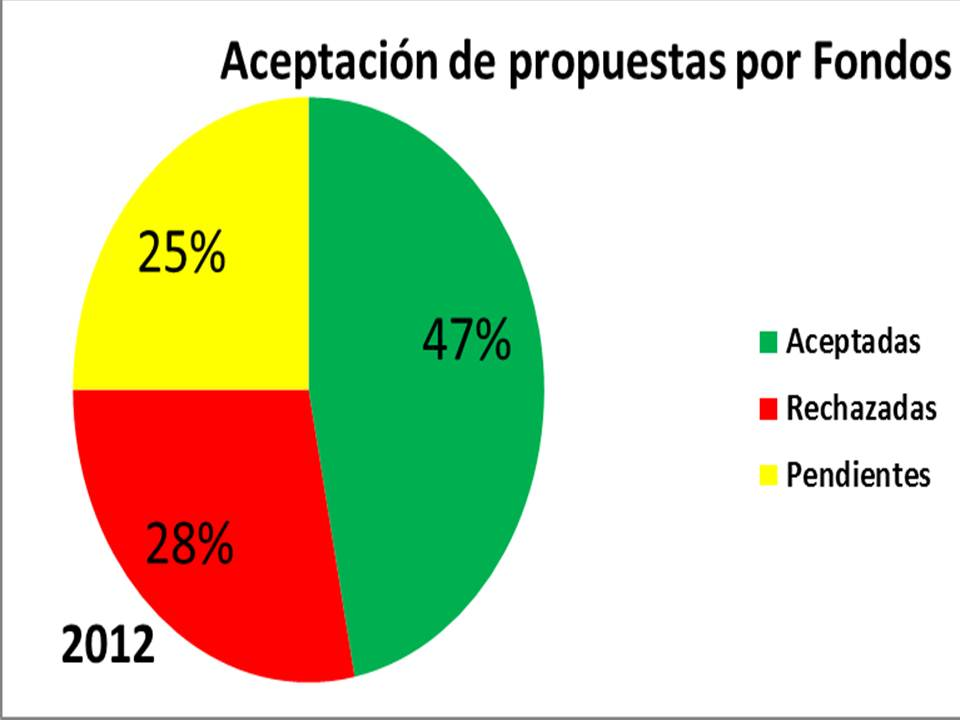 Aceptación de propuestas por Fondos
25%
47%
Aceptadas
Rechazadas
Pendientes
28%
2012